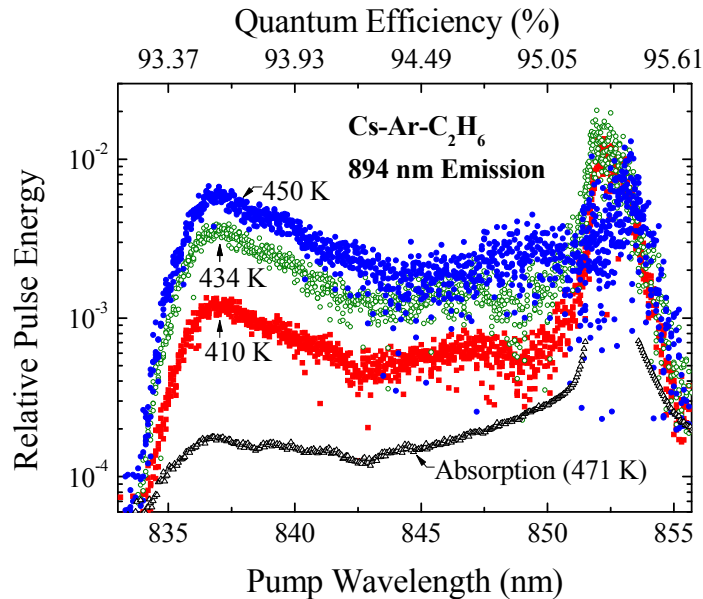 Quantum Efficiency (%)
93.37 93.93 94.49 95.05 95.61
Cs-Ar-C₂H₆
894 nm Emission
10⁻²
450 K
434 K
10⁻³
410 K
10⁻⁴
Absorption (471 K)
Relative Pulse Energy
835 840 845 850 855
Pump Wavelength (nm)